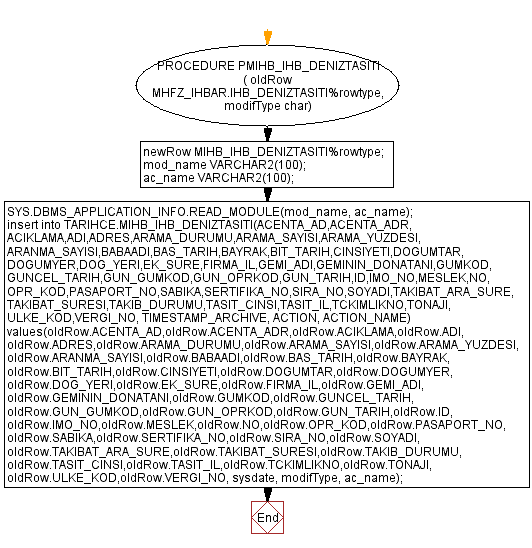 PROCEDURE PMIHB_IHB_DENIZTASITI
( oldRow
MHFZ_IHBAR.IHB_DENIZTASITI%rowtype,
modifType char)
newRow MIHB_IHB_DENIZTASITI%rowtype;
mod_name VARCHAR2(100);
ac_name VARCHAR2(100);
SYS.DBMS_APPLICATION_INFO.READ_MODULE(mod_name, ac_name);
insert into TARIHCE.MIHB_IHB_DENIZTASITI(ACENTA_AD,ACENTA_ADR,
ACIKLAMA,ADI,ADRES,ARAMA_DURUMU,ARAMA_SAYISI,ARAMA_YUZDESI,
ARANMA_SAYISI,BABAADI,BAS_TARIH,BAYRAK,BIT_TARIH,CINSIYETI,DOGUMTAR,
DOGUMYER,DOG_YERI,EK_SURE,FIRMA_IL,GEMI_ADI,GEMININ_DONATANI,GUMKOD,
GUNCEL_TARIH,GUN_GUMKOD,GUN_OPRKOD,GUN_TARIH,ID,IMO_NO,MESLEK,NO,
OPR_KOD,PASAPORT_NO,SABIKA,SERTIFIKA_NO,SIRA_NO,SOYADI,TAKIBAT_ARA_SURE,
TAKIBAT_SURESI,TAKIB_DURUMU,TASIT_CINSI,TASIT_IL,TCKIMLIKNO,TONAJI,
ULKE_KOD,VERGI_NO, TIMESTAMP_ARCHIVE, ACTION, ACTION_NAME)
values(oldRow.ACENTA_AD,oldRow.ACENTA_ADR,oldRow.ACIKLAMA,oldRow.ADI,
oldRow.ADRES,oldRow.ARAMA_DURUMU,oldRow.ARAMA_SAYISI,oldRow.ARAMA_YUZDESI,
oldRow.ARANMA_SAYISI,oldRow.BABAADI,oldRow.BAS_TARIH,oldRow.BAYRAK,
oldRow.BIT_TARIH,oldRow.CINSIYETI,oldRow.DOGUMTAR,oldRow.DOGUMYER,
oldRow.DOG_YERI,oldRow.EK_SURE,oldRow.FIRMA_IL,oldRow.GEMI_ADI,
oldRow.GEMININ_DONATANI,oldRow.GUMKOD,oldRow.GUNCEL_TARIH,
oldRow.GUN_GUMKOD,oldRow.GUN_OPRKOD,oldRow.GUN_TARIH,oldRow.ID,
oldRow.IMO_NO,oldRow.MESLEK,oldRow.NO,oldRow.OPR_KOD,oldRow.PASAPORT_NO,
oldRow.SABIKA,oldRow.SERTIFIKA_NO,oldRow.SIRA_NO,oldRow.SOYADI,
oldRow.TAKIBAT_ARA_SURE,oldRow.TAKIBAT_SURESI,oldRow.TAKIB_DURUMU,
oldRow.TASIT_CINSI,oldRow.TASIT_IL,oldRow.TCKIMLIKNO,oldRow.TONAJI,
oldRow.ULKE_KOD,oldRow.VERGI_NO, sysdate, modifType, ac_name);
End